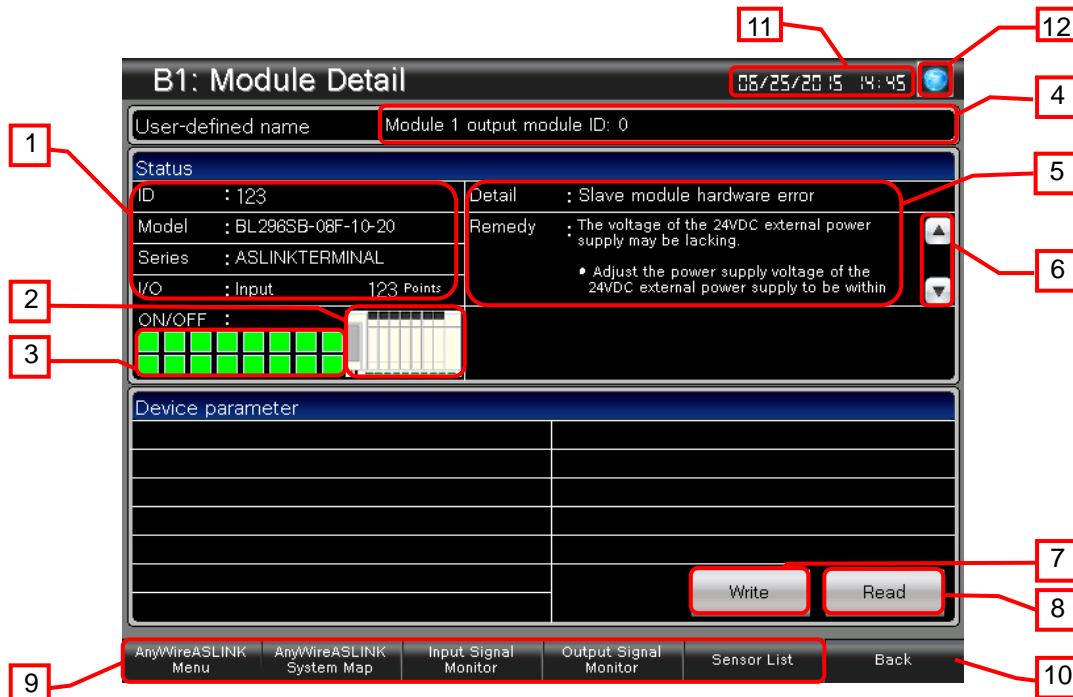 11
12
B1: Module Detail
06/25/2015 14:45
4
User-defined name
Module 1 output module ID: 0
1
Status
5
ID : 123
Detail : Slave module hardware error
Model : BL296SB-08F-10-20
Remedy : The voltage of the 24VDC external power
supply may be lacking.
Series : ASLINKTERMINAL
• Adjust the power supply voltage of the
6
I/O : Input 123 Points
24VDC external power supply to be within
2
ON/OFF :
3
Device parameter
7
Write
Read
8
AnyWireASLINK
Menu
AnyWireASLINK
System Map
Input Signal
Monitor
Output Signal
Monitor
Sensor List
Back
9
10